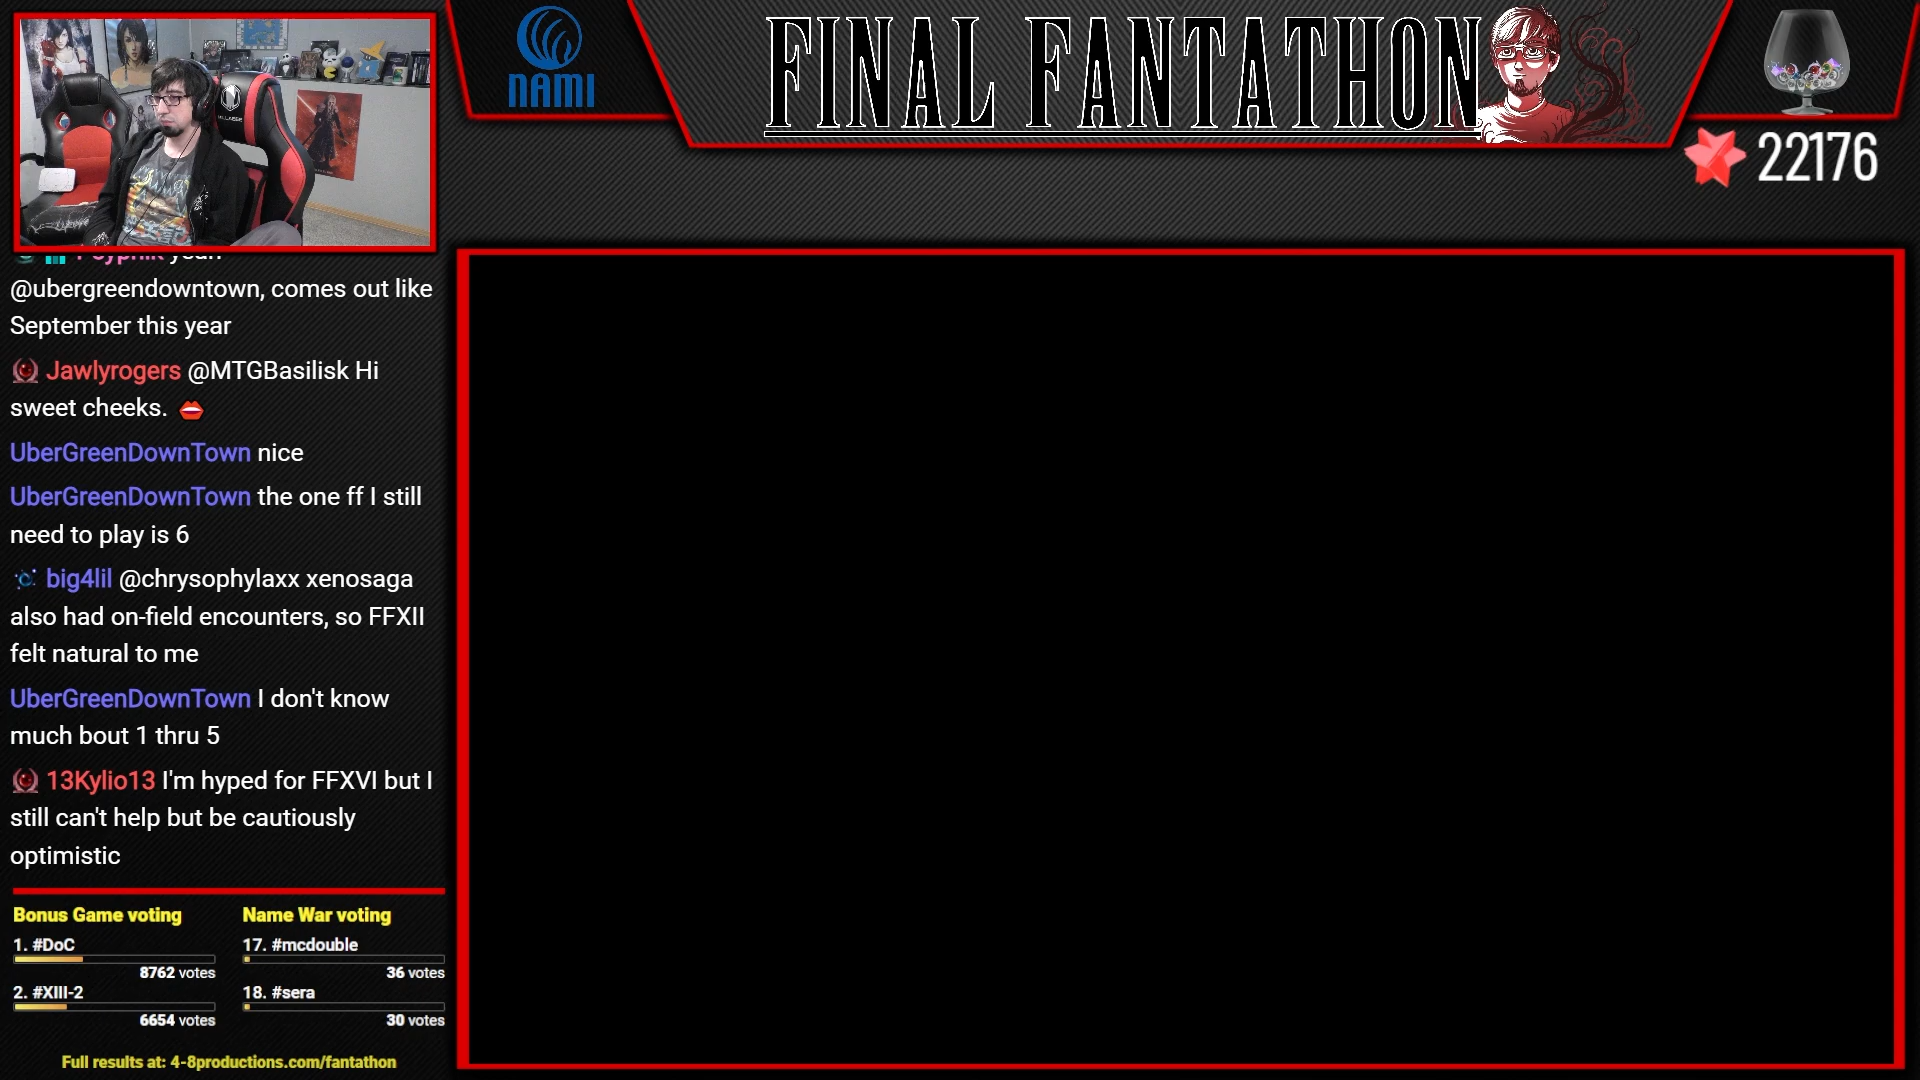 NAMI
FINAL FANTATHON
22176
@ubergreendowntown, comes out like
September this year
Jawlyrogers @MTGBasilisk Hi
sweet cheeks.
UberGreenDownTown nice
UberGreenDownTown the one ff I still
need to play is 6
big4lil @chrysophylaxx xenosaga
also had on-field encounters, so FFXII
felt natural to me
UberGreenDownTown I don't know
much bout 1 thru 5
13Kylio13 I'm hyped for FFXVI but I
still can't help but be cautiously
optimistic
Bonus Game voting
1. #DoC
8762 votes
2. #XIII-2
6654 votes
Name War voting
17. #mcdouble
36 votes
18. #sera
30 votes
Full results at: 4-8productions.com/fantathon